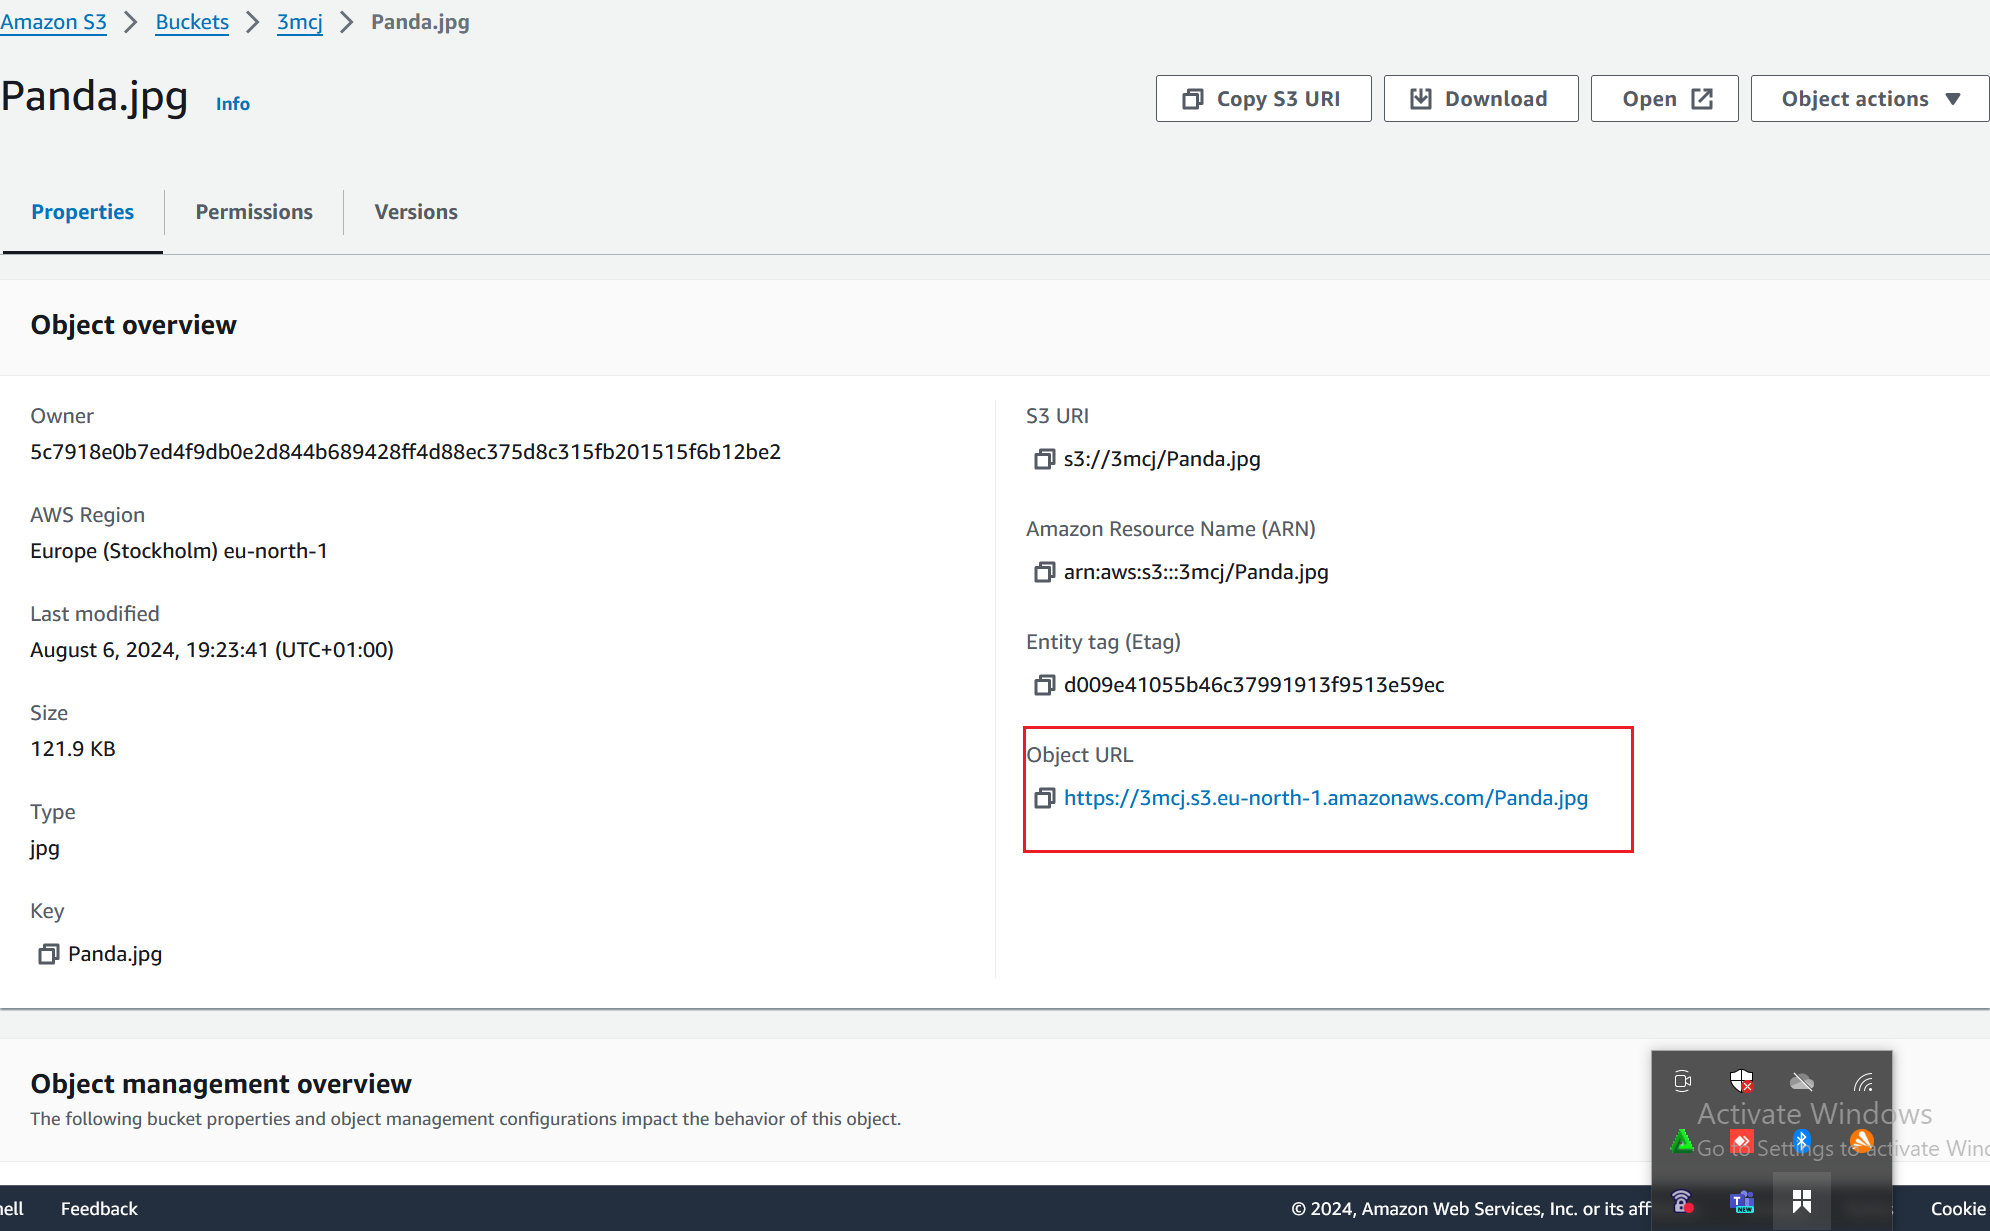 Amazon S3 > Buckets > 3mcj > Panda.jpg
Panda.jpg Info
Copy S3 URI Download Open Object actions
Properties Permissions Versions
Object overview
Owner
5c7918e0b7ed4f9db0e2d844b689428ff4d88ec375d8c315fb201515f6b12be2
AWS Region
Europe (Stockholm) eu-north-1
Last modified
August 6, 2024, 19:23:41 (UTC+01:00)
Size
121.9 KB
Type
jpg
Key
Panda.jpg
S3 URI
s3://3mcj/Panda.jpg
Amazon Resource Name (ARN)
arn:aws:s3:::3mcj/Panda.jpg
Entity tag (Etag)
d009e41055b46c37991913f9513e59ec
Object URL
https://3mcj.s3.eu-north-1.amazonaws.com/Panda.jpg
Object management overview
The following bucket properties and object management configurations impact the behavior of this object.
Activate Windows
Go to Settings to activate Winc
nell Feedback © 2024, Amazon Web Services, Inc. or its aff Cookie